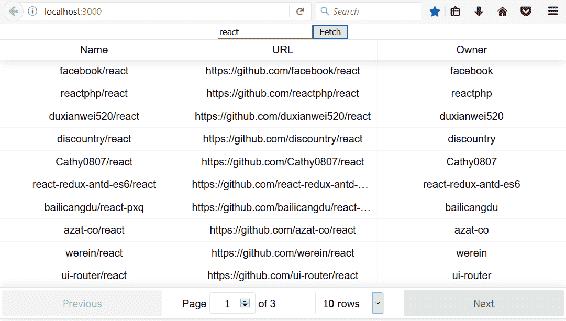 localhost:3000
Search
react Fetch
Name URL Owner
facebook/react https://github.com/facebook/react facebook
reactphp/react https://github.com/reactphp/react reactphp
duxianwei520/react https://github.com/duxianwei520/react duxianwei520
discountry/react https://github.com/discountry/react discountry
Cathy0807/react https://github.com/Cathy0807/react Cathy0807
react-redux-antd-es6/react https://github.com/react-redux-antd-... react-redux-antd-es6
bailicangdu/react-pxq https://github.com/bailicangdu/react-... bailicangdu
azat-co/react https://github.com/azat-co/react azat-co
werein/react https://github.com/werein/react werein
ui-router/react https://github.com/ui-router/react ui-router
Previous Page 1 of 3 10 rows Next